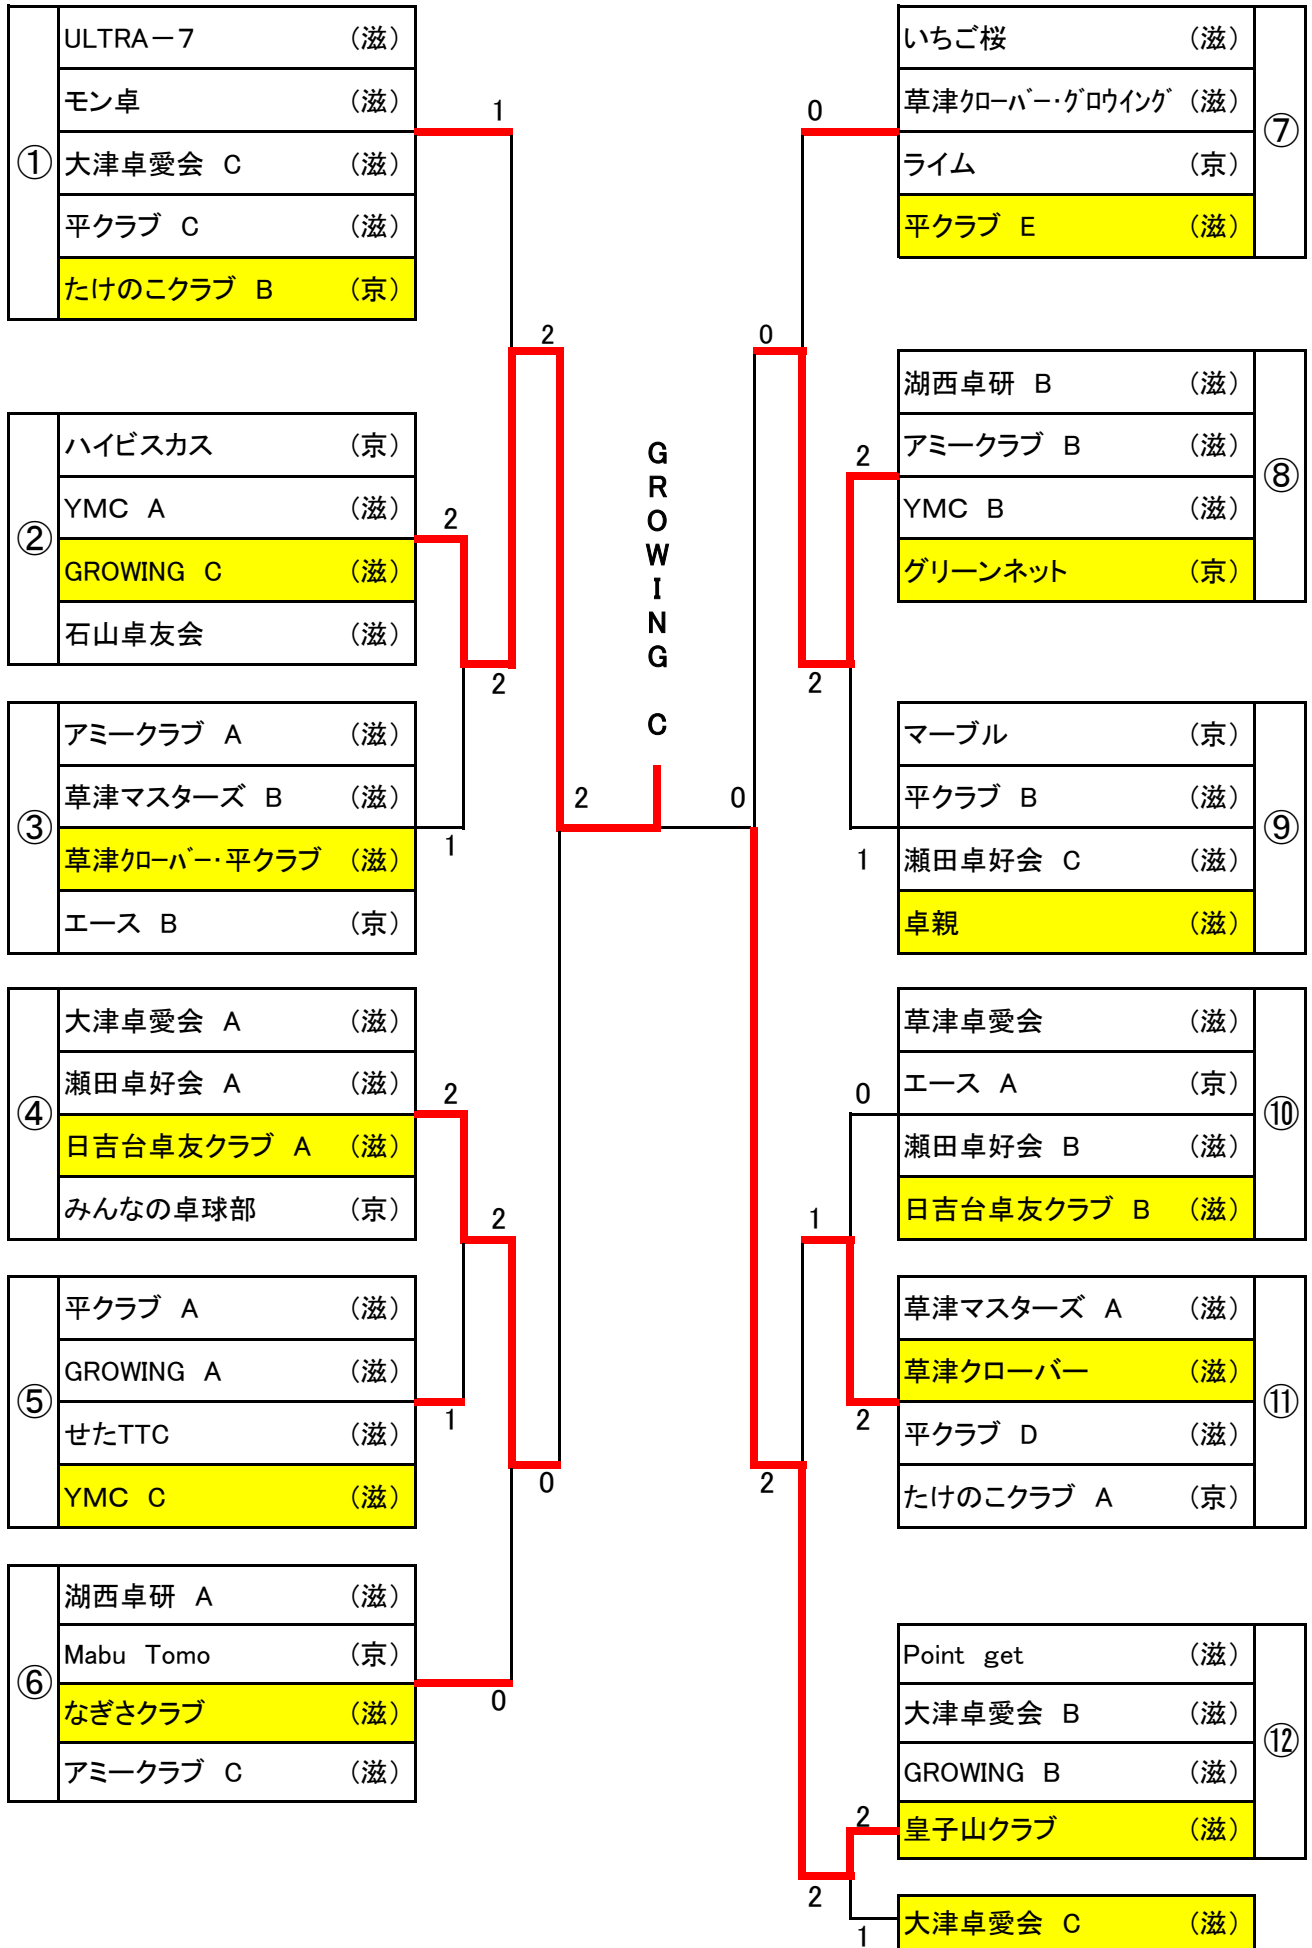 ①
ULTRA－7 （滋）
モン卓 （滋）
大津卓愛会 C （滋）
平クラブ C （滋）
たけのこクラブ B （京）
②
ハイビスカス （京）
YMC A （滋）
GROWING C （滋）
石山卓友会 （滋）
③
アミークラブ A （滋）
草津マスターズ B （滋）
草津ｸﾛｰﾊﾞｰ・平クラブ （滋）
エース B （京）
④
大津卓愛会 A （滋）
瀬田卓好会 A （滋）
日吉台卓友クラブ A （滋）
みんなの卓球部 （京）
⑤
平クラブ A （滋）
GROWING A （滋）
せたTTC （滋）
YMC C （滋）
⑥
湖西卓研 A （滋）
Mabu Tomo （京）
なぎさクラブ （滋）
アミークラブ C （滋）
1
2
2
2
1
2
2
1
0
0
2
GROWING C
0
0
0
2
2
1
0
1
2
2
2
2
1
⑦
いちご桜 （滋）
草津ｸﾛｰﾊﾞｰ・ｸﾞﾛｳｲﾝｸﾞ （滋）
ライム （京）
平クラブ E （滋）
⑧
湖西卓研 B （滋）
アミークラブ B （滋）
YMC B （滋）
グリーンネット （京）
⑨
マーブル （京）
平クラブ B （滋）
瀬田卓好会 C （滋）
卓親 （滋）
⑩
草津卓愛会 （滋）
エース A （京）
瀬田卓好会 B （滋）
日吉台卓友クラブ B （滋）
⑪
草津マスターズ A （滋）
草津クローバー （滋）
平クラブ D （滋）
たけのこクラブ A （京）
⑫
Point get （滋）
大津卓愛会 B （滋）
GROWING B （滋）
皇子山クラブ （滋）
大津卓愛会 C （滋）